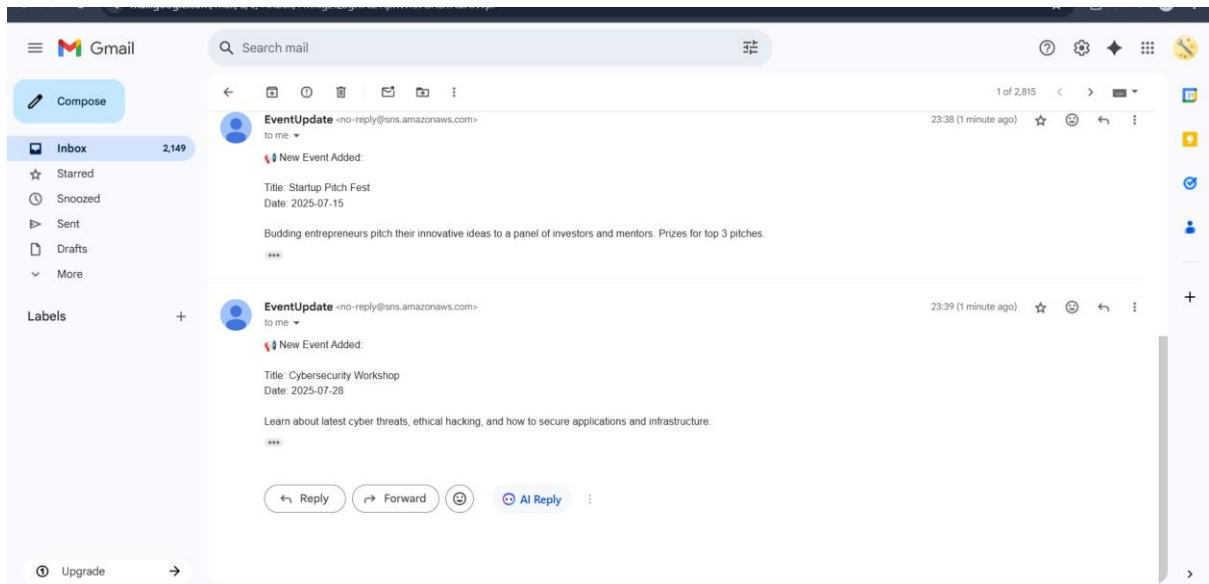 Gmail
Search mail
Compose
1 of 2,815
Inbox 2,149
Starred
Snoozed
Sent
Drafts
More
Labels
EventUpdate <no-reply@sns.amazonaws.com> 23:38 (1 minute ago)
to me
New Event Added:
Title: Startup Pitch Fest
Date: 2025-07-15
Budding entrepreneurs pitch their innovative ideas to a panel of investors and mentors. Prizes for top 3 pitches.
EventUpdate <no-reply@sns.amazonaws.com> 23:39 (1 minute ago)
to me
New Event Added:
Title: Cybersecurity Workshop
Date: 2025-07-28
Learn about latest cyber threats, ethical hacking, and how to secure applications and infrastructure.
Reply
Forward
AI Reply
Upgrade
31